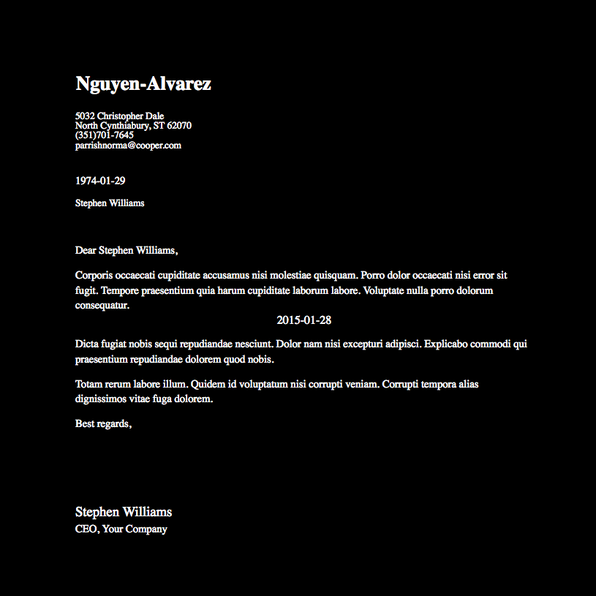 Nguyen-Alvarez
5032 Christopher Dale
North Cynthiabury, ST 62070
(351)701-7645
parrishnorma@cooper.com
1974-01-29
Stephen Williams
Dear Stephen Williams,
Corporis occaecati cupiditate accusamus nisi molestiae quisquam. Porro dolor occaecati nisi error sit
fugit. Tempore praesentium quia harum cupiditate laborum labore. Voluptate nulla porro dolorum
consequatur.
2015-01-28
Dicta fugiat nobis sequi repudiandae nesciunt. Dolor nam nisi excepturi adipisci. Explicabo commodi qui
praesentium repudiandae dolorem quod nobis.
Totam rerum labore illum. Quidem id voluptatum nisi corrupti veniam. Corrupti tempora alias
dignissimos vitae fuga dolorem.
Best regards,
Stephen Williams
CEO, Your Company